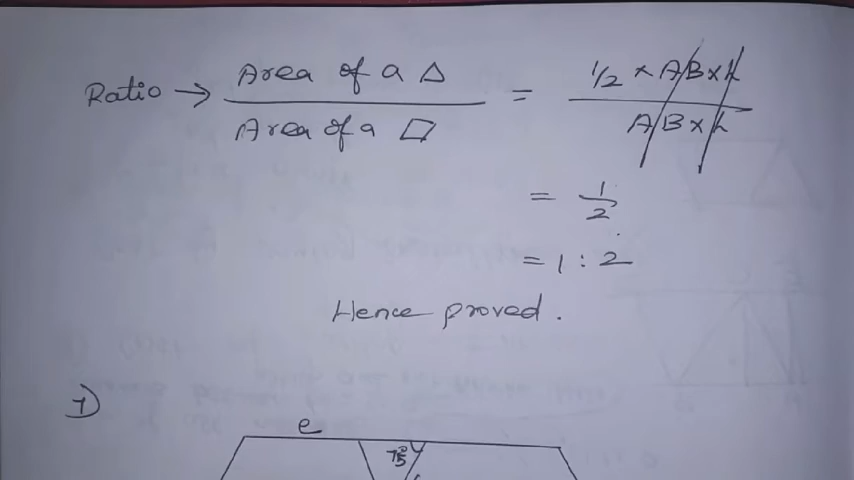 Ratio → Area of a △ / Area of a ▱ = 1/2 × AB × h / AB × h
= 1/2
= 1 : 2
Hence proved.
7)
e
75°